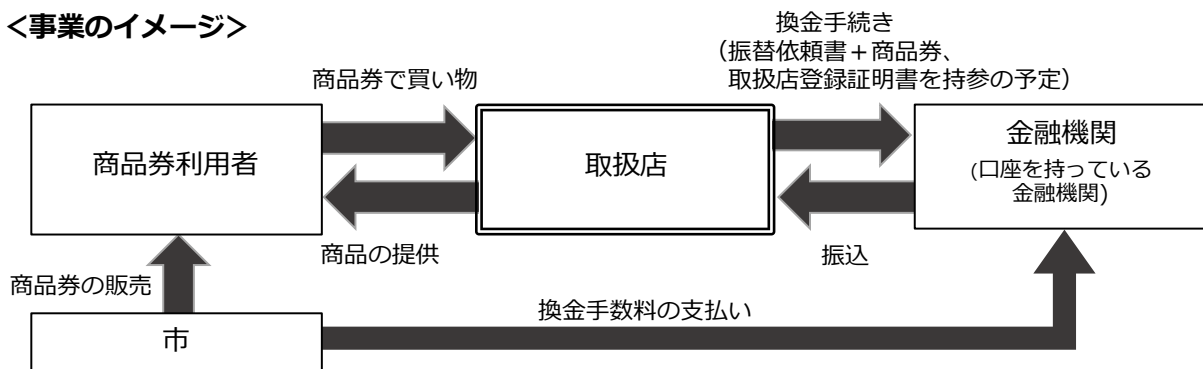 <事業のイメージ>
換金手続き
(振替依頼書+商品券、
取扱店登録証明書を持参の予定)
商品券で買い物
商品券利用者
取扱店
金融機関
(口座を持っている
金融機関)
商品の提供
振込
商品券の販売
換金手数料の支払い
市